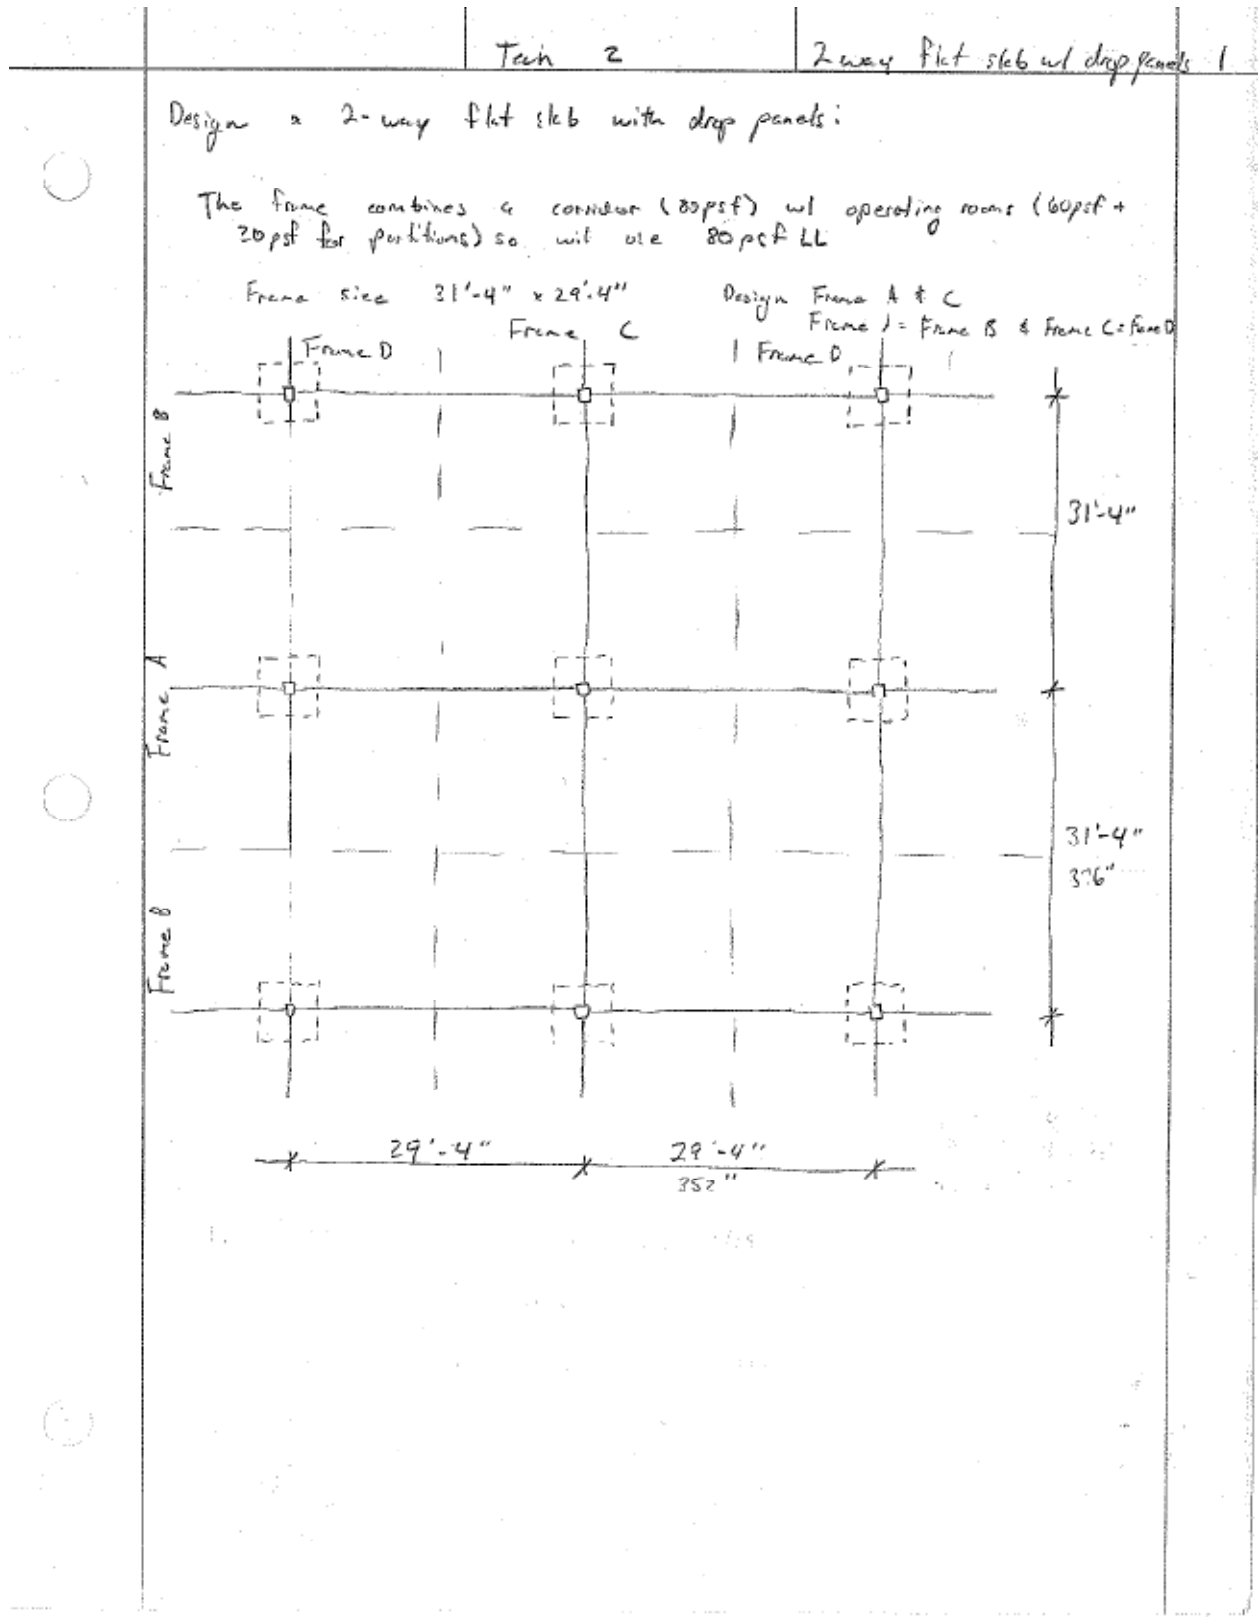 Tech 2
2 way flat slab w/ drop panels 1
Design a 2-way flat slab with drop panels:
The frame combines a corridor (80psf) w/ operating rooms (60psf +
20psf for partitions) so will use 80psf LL
Frame size 31'-4" x 29'-4"
Design Frame A & C
Frame A = Frame B & Frame C = Frame D
Frame D
Frame C
Frame D
Frame B
31'-4"
Frame A
31'-4"
376"
Frame B
29'-4"
29'-4"
352"